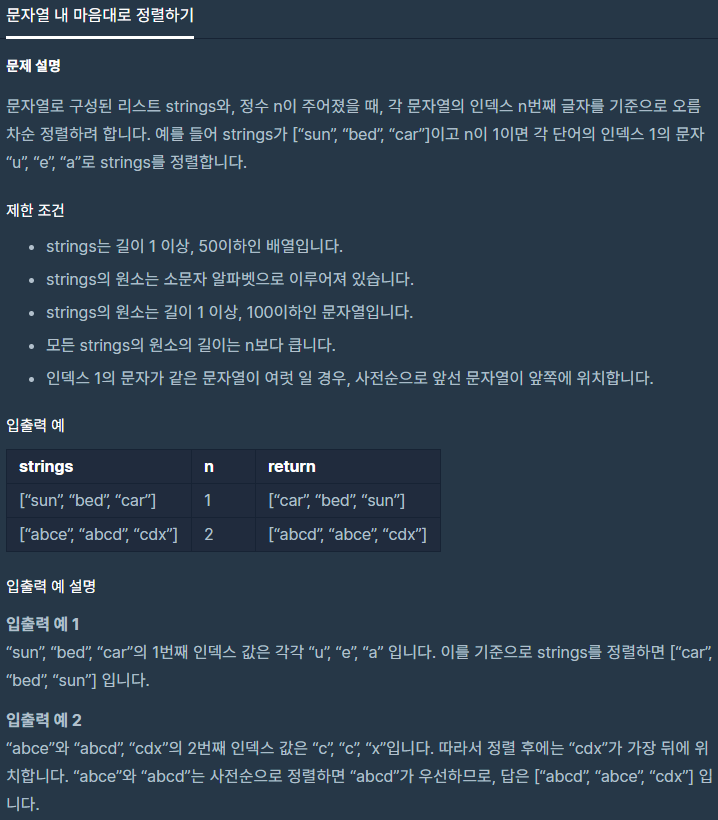 문자열 내 마음대로 정렬하기
문제 설명
문자열로 구성된 리스트 strings와, 정수 n이 주어졌을 때, 각 문자열의 인덱스 n번째 글자를 기준으로 오름
차순 정렬하려 합니다. 예를 들어 strings가 [“sun”, “bed”, “car”]이고 n이 1이면 각 단어의 인덱스 1의 문자
“u”, “e”, “a”로 strings를 정렬합니다.
제한 조건
• strings는 길이 1 이상, 50이하인 배열입니다.
• strings의 원소는 소문자 알파벳으로 이루어져 있습니다.
• strings의 원소는 길이 1 이상, 100이하인 문자열입니다.
• 모든 strings의 원소의 길이는 n보다 큽니다.
• 인덱스 1의 문자가 같은 문자열이 여럿 일 경우, 사전순으로 앞선 문자열이 앞쪽에 위치합니다.
입출력 예
strings n return
[“sun”, “bed”, “car”] 1 [“car”, “bed”, “sun”]
[“abce”, “abcd”, “cdx”] 2 [“abcd”, “abce”, “cdx”]
입출력 예 설명
입출력 예 1
“sun”, “bed”, “car”의 1번째 인덱스 값은 각각 “u”, “e”, “a” 입니다. 이를 기준으로 strings를 정렬하면 [“car”,
“bed”, “sun”] 입니다.
입출력 예 2
“abce”와 “abcd”, “cdx”의 2번째 인덱스 값은 “c”, “c”, “x”입니다. 따라서 정렬 후에는 “cdx”가 가장 뒤에 위
치합니다. “abce”와 “abcd”는 사전순으로 정렬하면 “abcd”가 우선하므로, 답은 [“abcd”, “abce”, “cdx”] 입
니다.